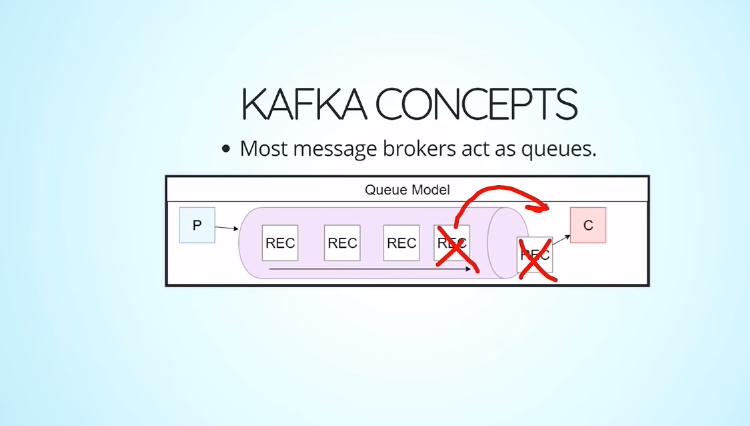 KAFKA CONCEPTS
• Most message brokers act as queues.
Queue Model
P
C
REC REC REC REC
REC